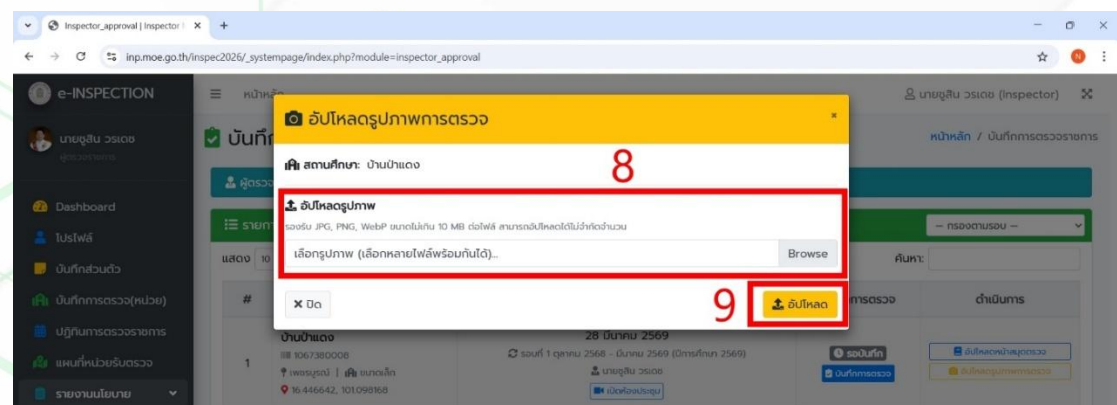 Inspector_approval | Inspector
inp.moe.go.th/inspec2026/_systempage/index.php?module=inspector_approval
e-INSPECTION
นายชูสิน วรเดช (Inspector)
อัปโหลดรูปภาพการตรวจ
นายชูสิน วรเดช
ผู้ตรวจราชการ
หน้าหลัก / บันทึกการตรวจราชการ
สถานศึกษา: บ้านป่าแดง
8
Dashboard
อัปโหลดรูปภาพ
รองรับ JPG, PNG, WebP ขนาดไม่เกิน 10 MB ต่อไฟล์ สามารถอัปโหลดได้ไม่จำกัดจำนวน
— กรองตามรอบ —
โปรไฟล์
เลือกรูปภาพ (เลือกหลายไฟล์พร้อมกันได้)... Browse
แสดง 10
ค้นหา:
บันทึกส่วนตัว
บันทึกการตรวจ(หน่วย)
#
ปิด
9
อัปโหลด
ดำเนินการ
ปฏิทินการตรวจราชการ
บ้านป่าแดง
28 มีนาคม 2569
1
1067380008
รอบที่ 1 ตุลาคม 2568 - มีนาคม 2569 (ปีการศึกษา 2569)
รอบันทึก
อัปโหลดหน้าสมุดตรวจ
แผนที่หน่วยรับตรวจ
เพชรบูรณ์ | ขนาดเล็ก
นายชูสิน วรเดช
บันทึกการตรวจ
อัปโหลดรูปภาพการตรวจ
16.446642, 101.098168
เปิดห้องประชุม
รายงานนโยบาย